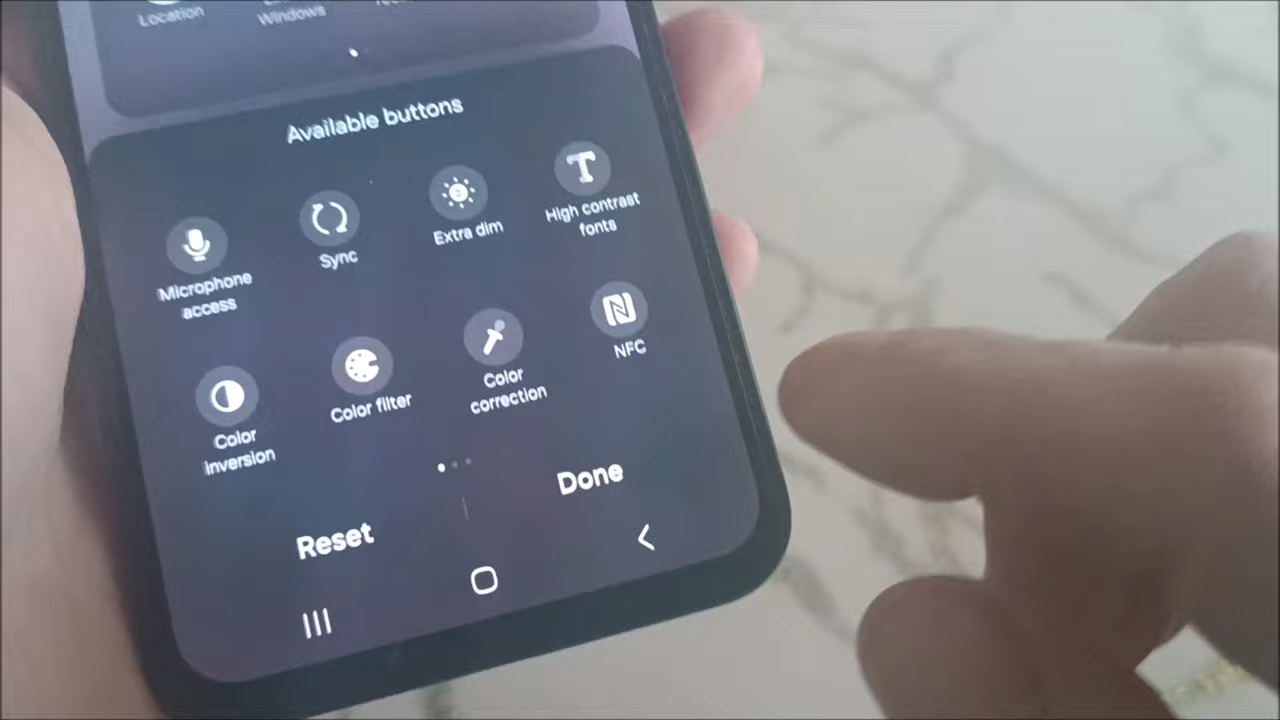 Location
Windows
Available buttons
Microphone
access
Sync
Extra dim
High contrast
fonts
Color
inversion
Color filter
Color
correction
NFC
Reset
Done